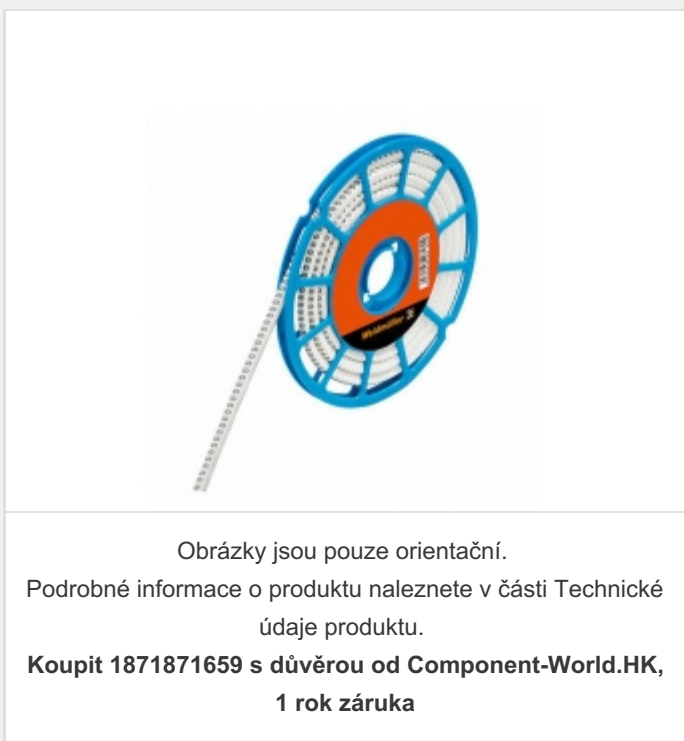 Weidmüller
Obrázky jsou pouze orientační.
Podrobné informace o produktu naleznete v části Technické
údaje produktu.
Koupit 1871871659 s důvěrou od Component-World.HK,
1 rok záruka